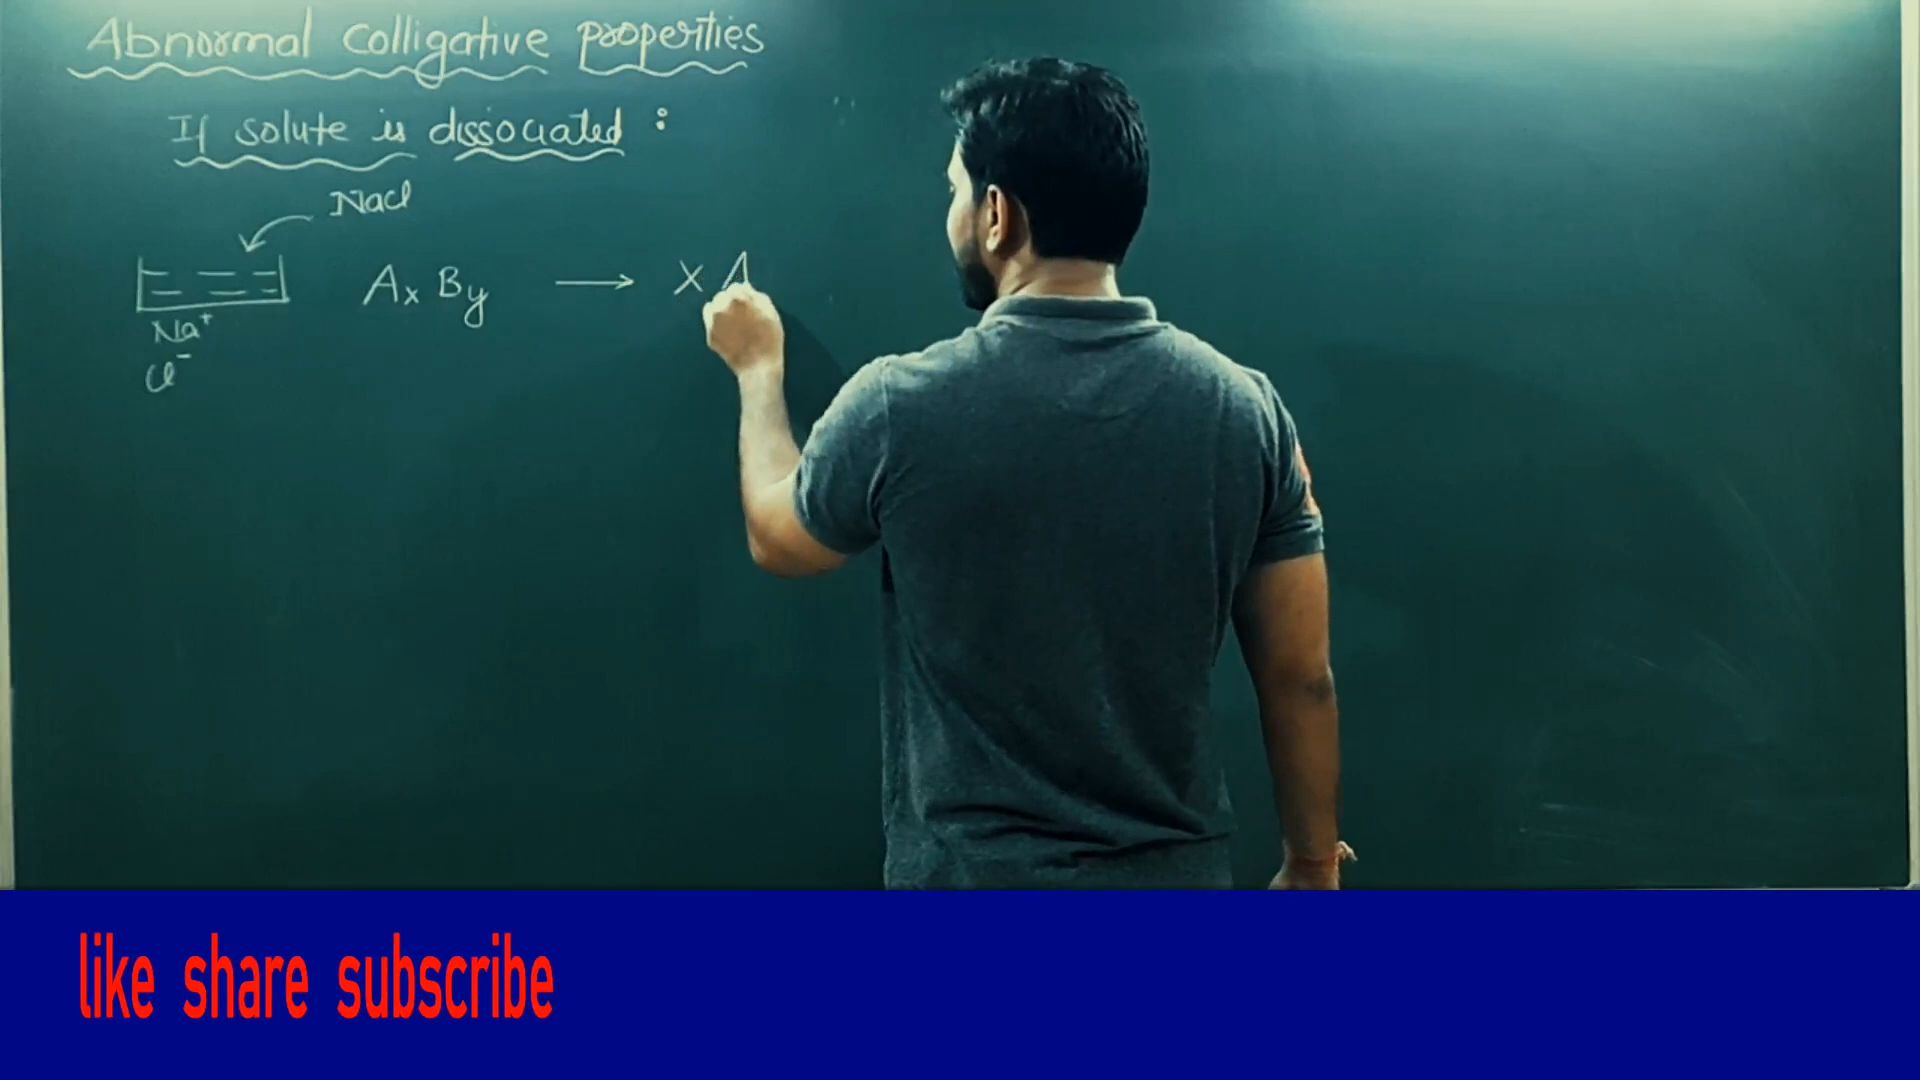 Abnormal Colligative properties
If solute is dissociated :
NaCl
Ax By → X A
Na⁺
Cl⁻
like share subscribe